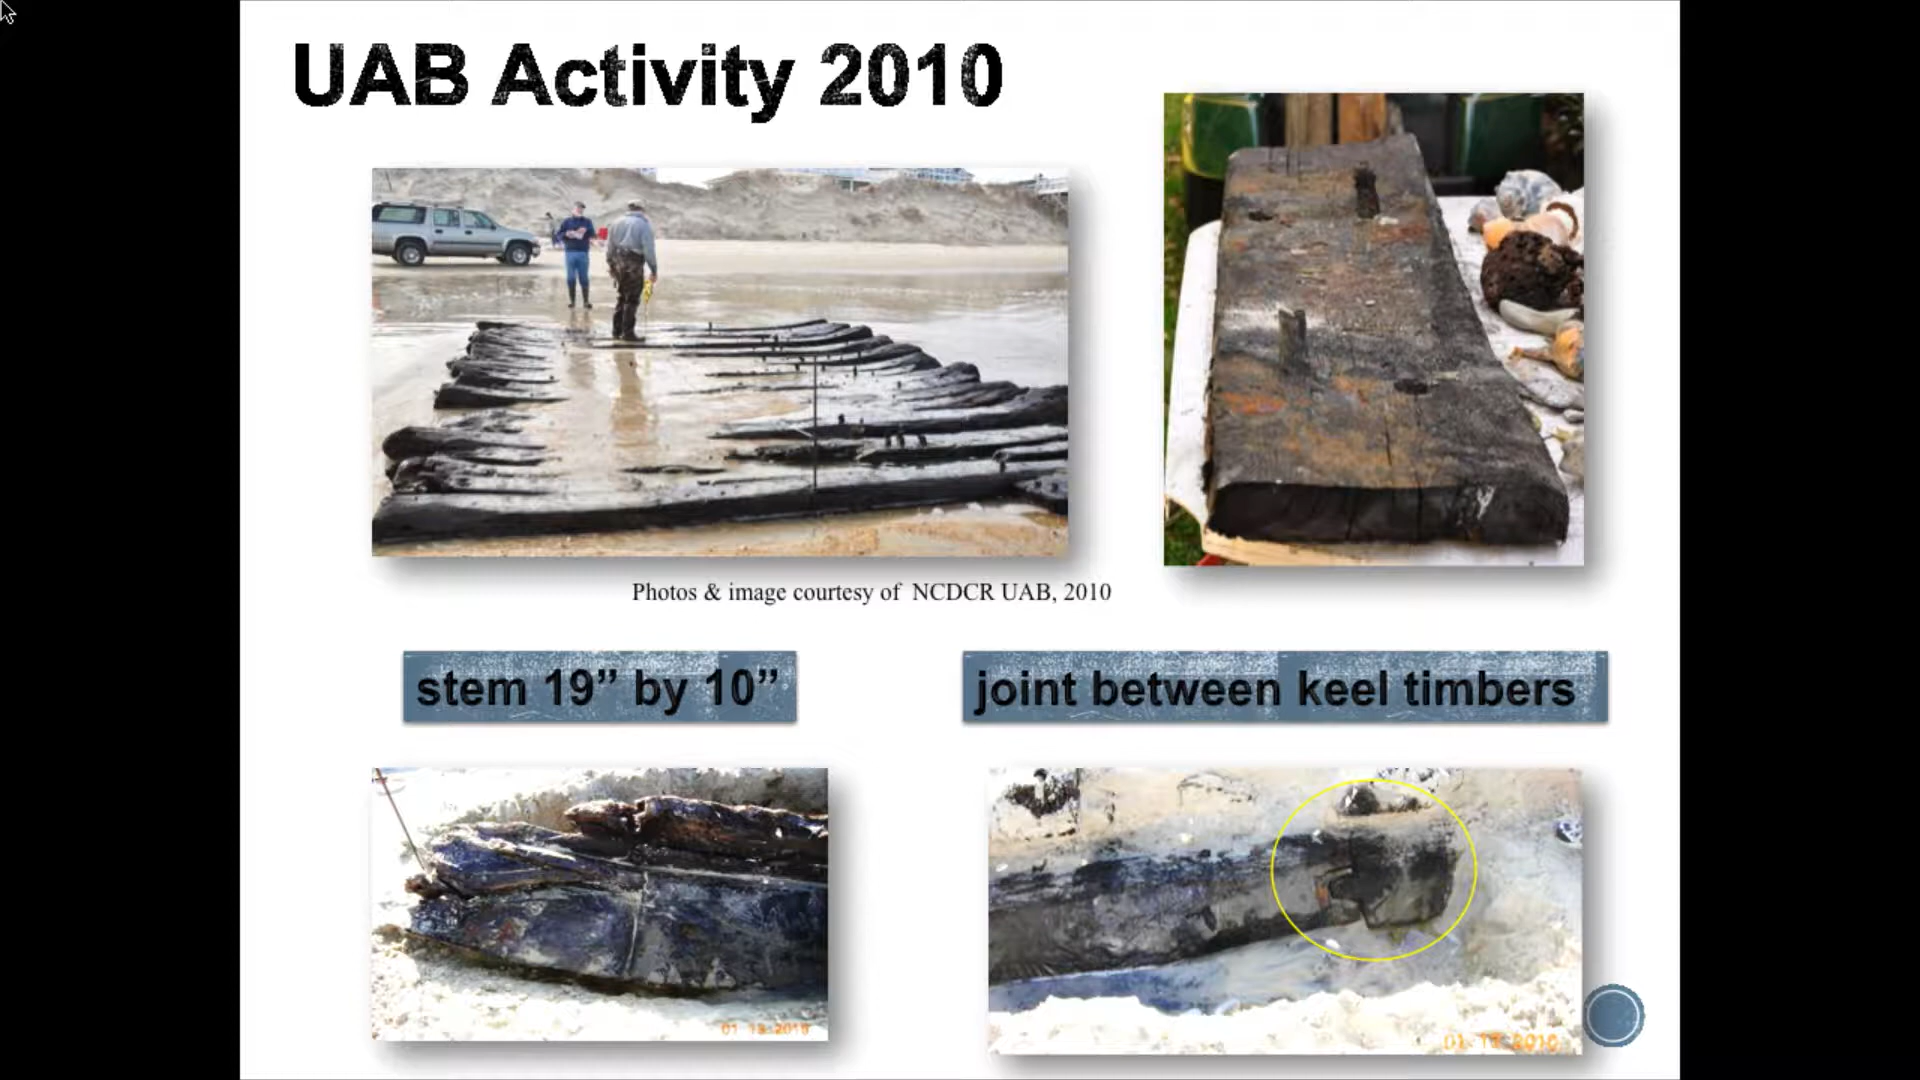 UAB Activity 2010
Photos & image courtesy of NCDCR UAB, 2010
stem 19” by 10”
joint between keel timbers